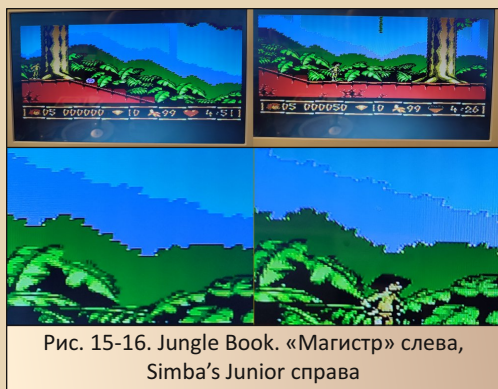 05 000000 10 99 4:51
05 000050 10 99 4:26
Рис. 15-16. Jungle Book. «Магистр» слева,
Simba’s Junior справа